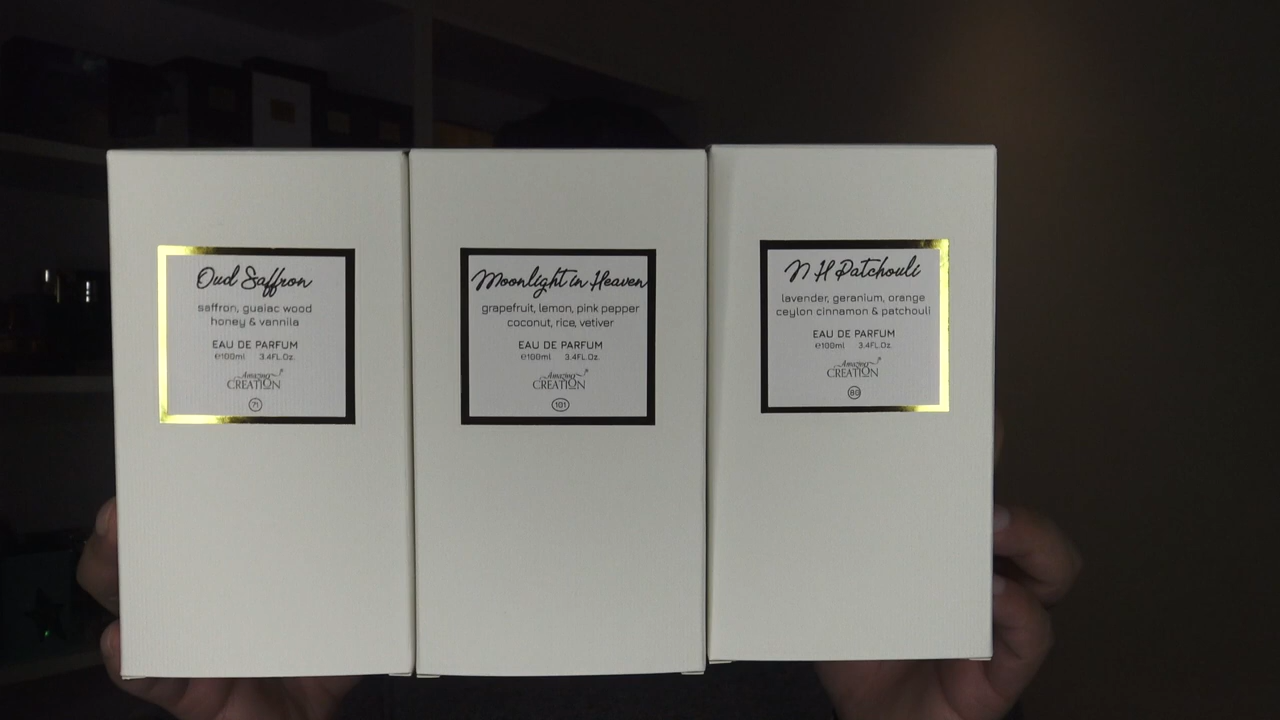 Oud Saffron
saffron, guaiac wood
honey & vannila
EAU DE PARFUM
℮100ml 3.4FL.Oz.
Amazing
CREATION
71
Moonlight in Heaven
grapefruit, lemon, pink pepper
coconut, rice, vetiver
EAU DE PARFUM
℮100ml 3.4FL.Oz.
Amazing
CREATION
101
N H Patchouli
lavender, geranium, orange
ceylon cinnamon & patchouli
EAU DE PARFUM
℮100ml 3.4FL.Oz.
Amazing
CREATION
80